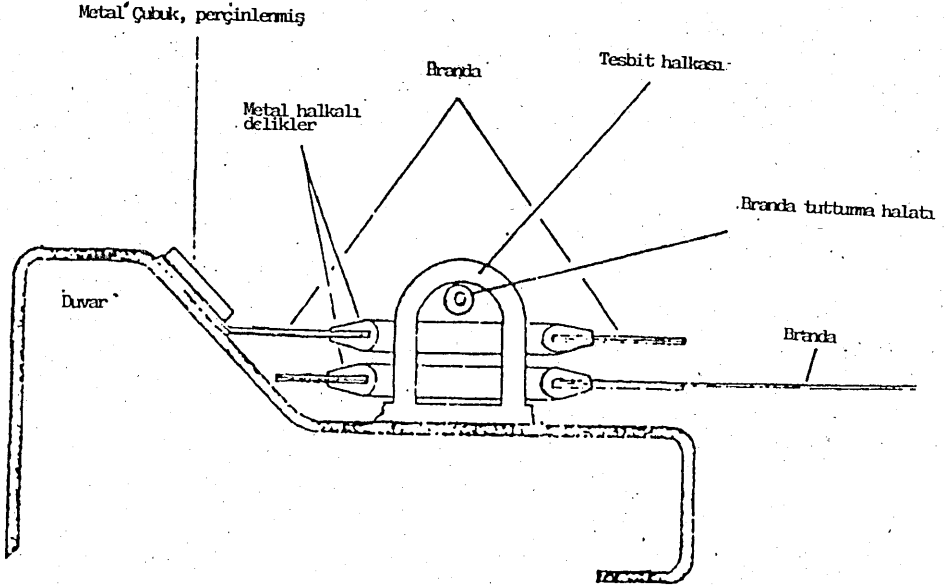 Metal Çubuk, perçinlenmiş
Branda
Tesbit halkası
Metal halkalı
delikler
Branda tutturma halatı
Duvar
Branda